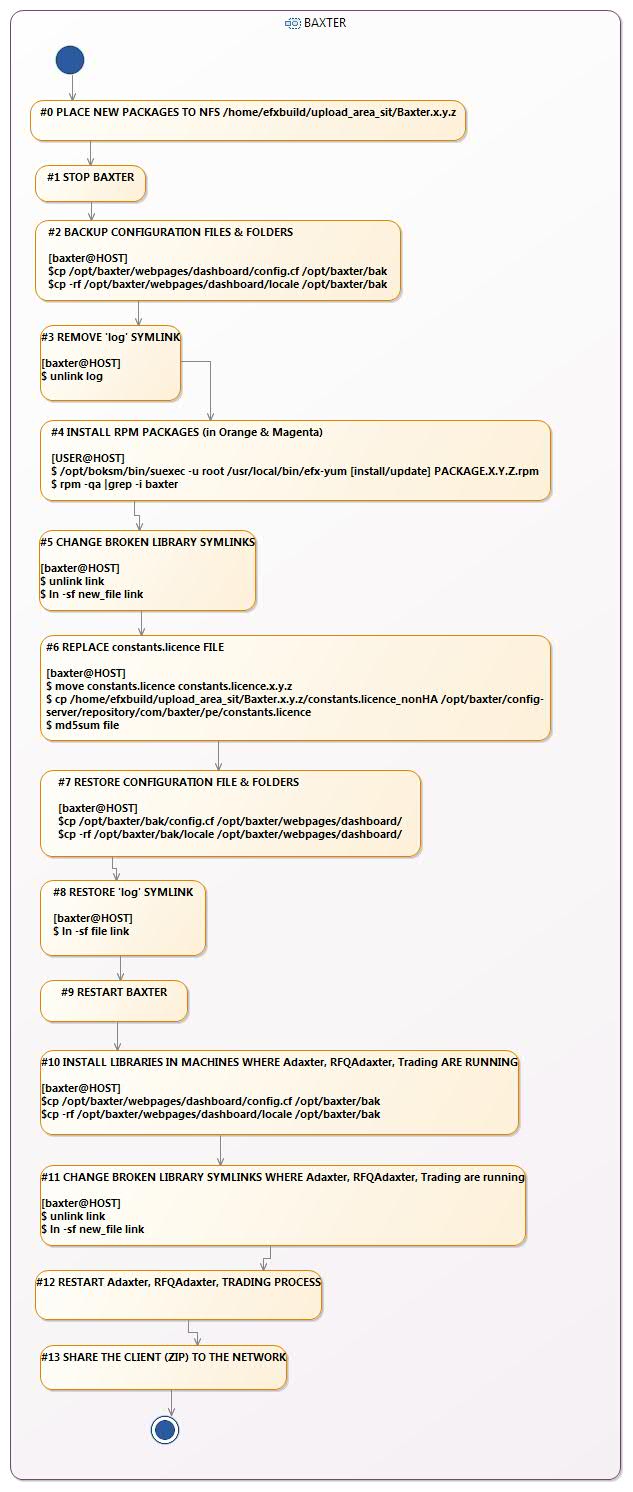 BAXTER
#0 PLACE NEW PACKAGES TO NFS /home/efxbuild/upload_area_sit/Baxter.x.y.z
#1 STOP BAXTER
#2 BACKUP CONFIGURATION FILES & FOLDERS
[baxter@HOST]
$cp /opt/baxter/webpages/dashboard/config.cf /opt/baxter/bak
$cp -rf /opt/baxter/webpages/dashboard/locale /opt/baxter/bak
#3 REMOVE 'log' SYMLINK
[baxter@HOST]
$ unlink log
#4 INSTALL RPM PACKAGES (in Orange & Magenta)
[USER@HOST]
$ /opt/boksm/bin/suexec -u root /usr/local/bin/efx-yum [install/update] PACKAGE.X.Y.Z.rpm
$ rpm -qa |grep -i baxter
#5 CHANGE BROKEN LIBRARY SYMLINKS
[baxter@HOST]
$ unlink link
$ ln -sf new_file link
#6 REPLACE constants.licence FILE
[baxter@HOST]
$ move constants.licence constants.licence.x.y.z
$ cp /home/efxbuild/upload_area_sit/Baxter.x.y.z/constants.licence_nonHA /opt/baxter/config-
server/repository/com/baxter/pe/constants.licence
$ md5sum file
#7 RESTORE CONFIGURATION FILE & FOLDERS
[baxter@HOST]
$cp /opt/baxter/bak/config.cf /opt/baxter/webpages/dashboard/
$cp -rf /opt/baxter/bak/locale /opt/baxter/webpages/dashboard/
#8 RESTORE 'log' SYMLINK
[baxter@HOST]
$ ln -sf file link
#9 RESTART BAXTER
#10 INSTALL LIBRARIES IN MACHINES WHERE Adaxter, RFQAdaxter, Trading ARE RUNNING
[baxter@HOST]
$cp /opt/baxter/webpages/dashboard/config.cf /opt/baxter/bak
$cp -rf /opt/baxter/webpages/dashboard/locale /opt/baxter/bak
#11 CHANGE BROKEN LIBRARY SYMLINKS WHERE Adaxter, RFQAdaxter, Trading are running
[baxter@HOST]
$ unlink link
$ ln -sf new_file link
#12 RESTART Adaxter, RFQAdaxter, TRADING PROCESS
#13 SHARE THE CLIENT (ZIP) TO THE NETWORK